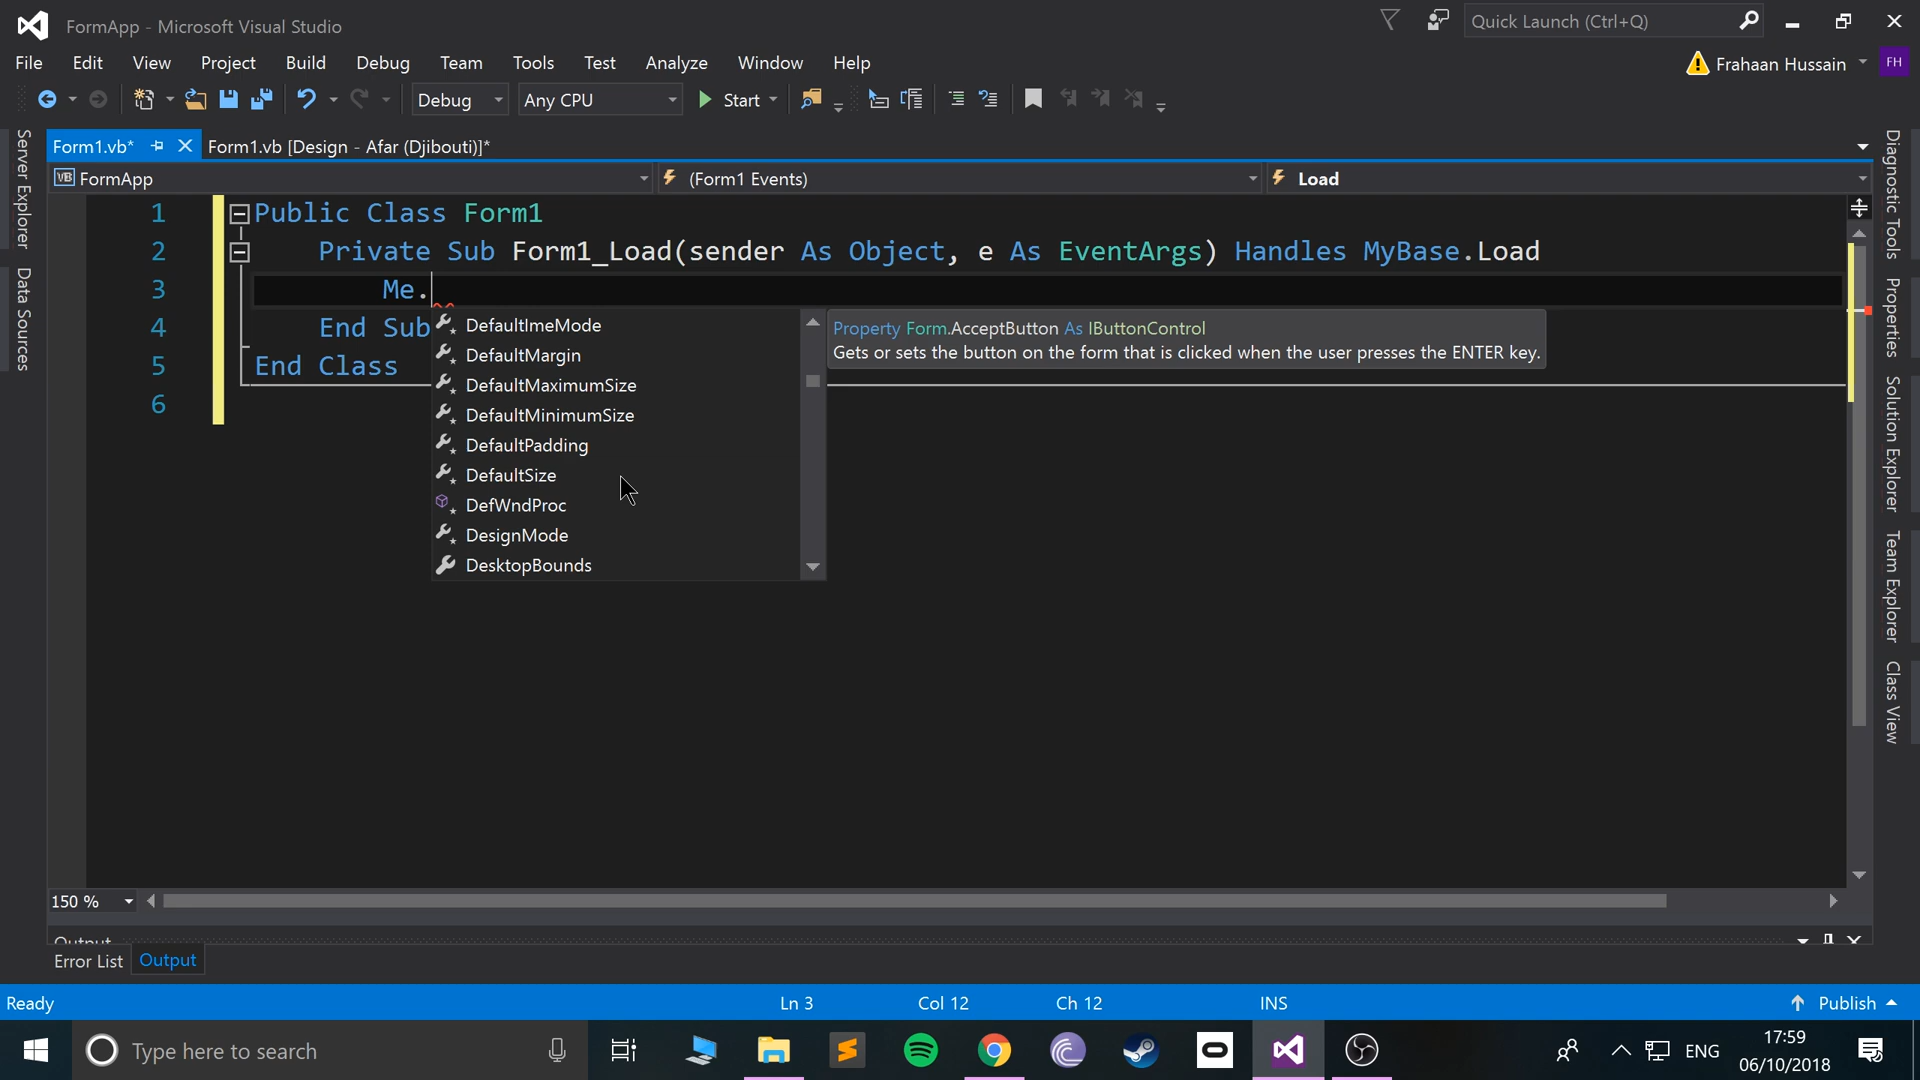 FormApp - Microsoft Visual Studio
Quick Launch (Ctrl+Q)
File Edit View Project Build Debug Team Tools Test Analyze Window Help
Frahaan Hussain FH
Debug Any CPU Start
Form1.vb* Form1.vb [Design - Afar (Djibouti)]*
VB FormApp (Form1 Events) Load
1 Public Class Form1
2 Private Sub Form1_Load(sender As Object, e As EventArgs) Handles MyBase.Load
3 Me.
4 End Sub
5 End Class
6
DefaultImeMode
DefaultMargin
DefaultMaximumSize
DefaultMinimumSize
DefaultPadding
DefaultSize
DefWndProc
DesignMode
DesktopBounds
Property Form.AcceptButton As IButtonControl
Gets or sets the button on the form that is clicked when the user presses the ENTER key.
Server Explorer
Data Sources
Diagnostic Tools
Properties
Solution Explorer
Team Explorer
Class View
150 %
Output
Error List Output
Ready Ln 3 Col 12 Ch 12 INS Publish
Type here to search
ENG
17:59
06/10/2018